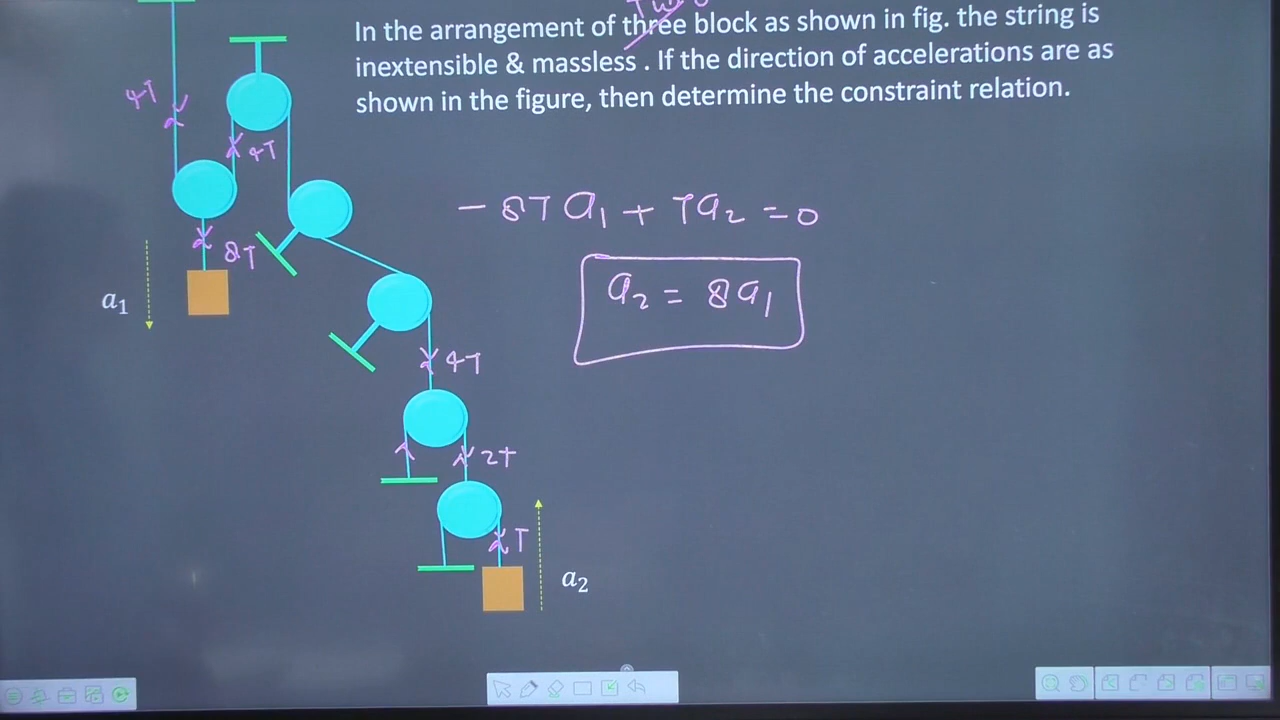 Two
In the arrangement of three block as shown in fig. the string is
inextensible & massless . If the direction of accelerations are as
shown in the figure, then determine the constraint relation.
4T
4T
- 8T a₁ + T a₂ = 0
8T
a₂ = 8a₁
a₁
4T
2T
T
a₂